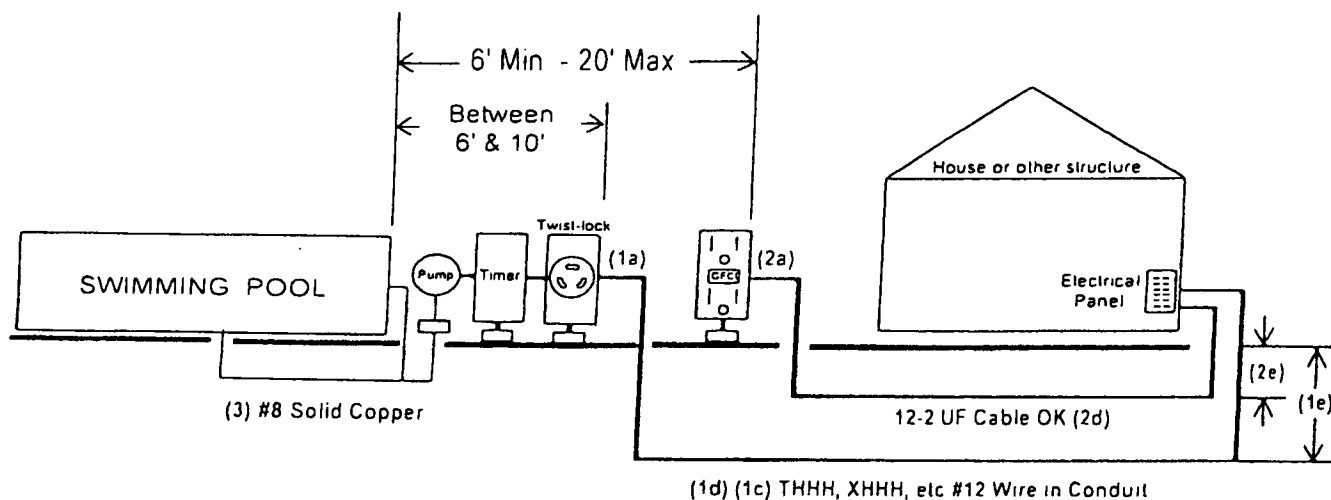 6' Min - 20' Max
Between
6' & 10'
House or other structure
Twist-lock
SWIMMING POOL
Pump
Timer
(1a)
GFCI
(2a)
Electrical
Panel
(2e)
(1e)
(3) #8 Solid Copper
12-2 UF Cable OK (2d)
(1d) (1c) THHH, XHHH, etc #12 Wire in Conduit